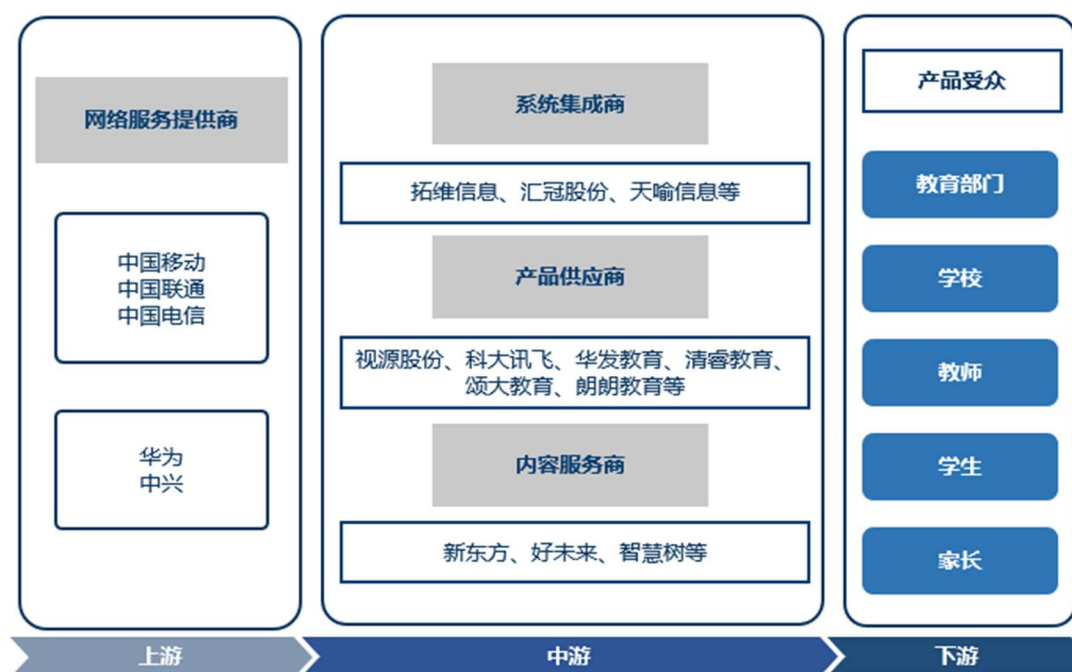 网络服务提供商
中国移动
中国联通
中国电信
华为
中兴
系统集成商
拓维信息、汇冠股份、天喻信息等
产品供应商
视源股份、科大讯飞、华发教育、清睿教育、
颂大教育、朗朗教育等
内容服务商
新东方、好未来、智慧树等
产品受众
教育部门
学校
教师
学生
家长
上游
中游
下游